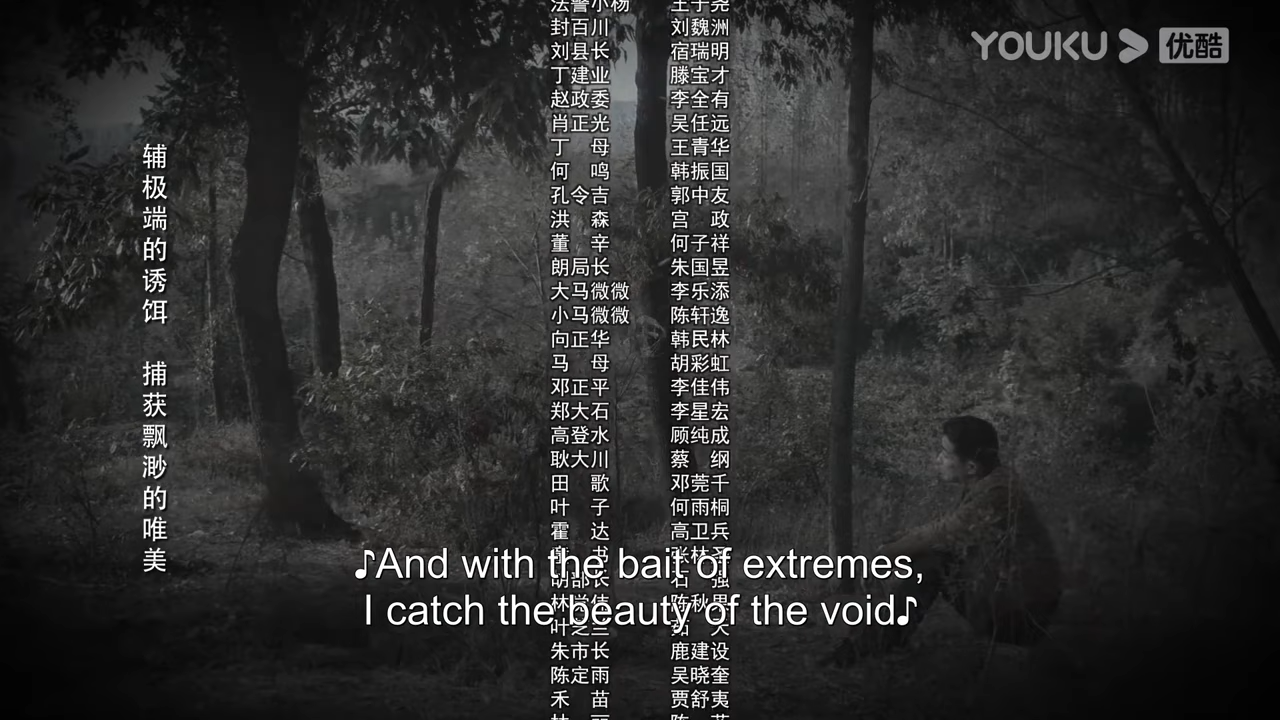 YOUKU 优酷
辅极端的诱饵 捕获飘渺的唯美
封百川 刘魏洲
刘县长 宿瑞明
丁建业 滕宝才
赵政委 李全有
肖正光 吴任远
丁母 王青华
何鸣 韩振国
孔令吉 郭中友
洪森 宫政
董辛 何子祥
朗局长 朱国昱
大马微微 李乐添
小马微微 陈轩逸
向正华 韩民林
马母 胡彩虹
邓正平 李佳伟
郑大石 李星宏
高登水 顾纯成
耿大川 蔡纲
田歌 邓莞千
叶子 何雨桐
霍达 高卫兵
♪And with the bait of extremes,
I catch the beauty of the void♪
朱市长 鹿建设
陈定雨 吴晓奎
禾苗 贾舒夷